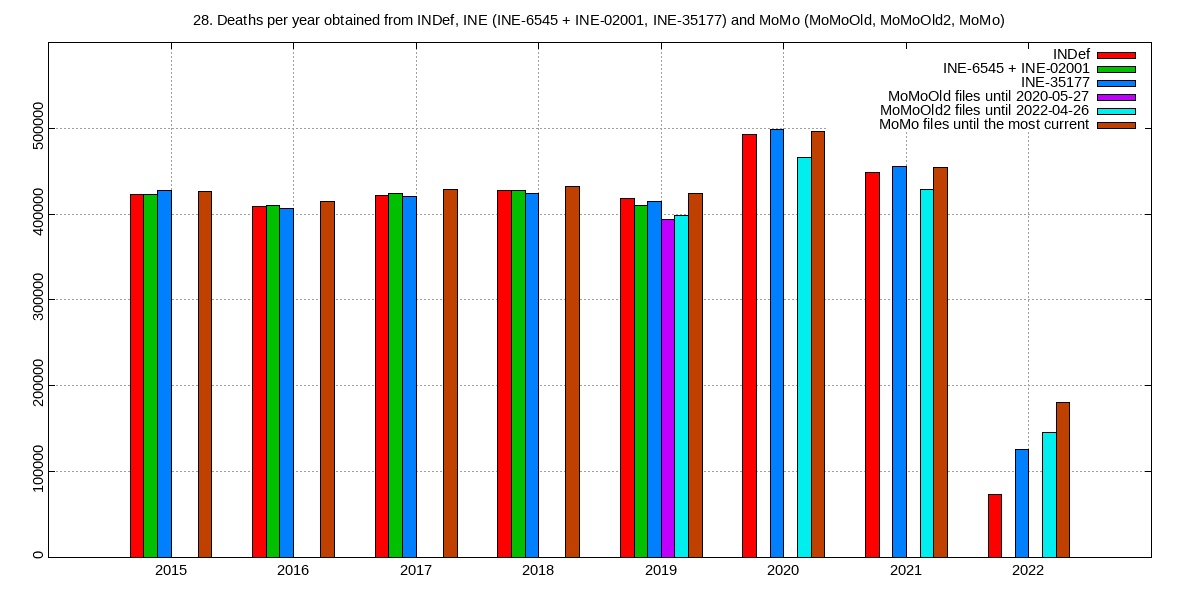 28. Deaths per year obtained from INDef, INE (INE-6545 + INE-02001, INE-35177) and MoMo (MoMoOld, MoMoOld2, MoMo)
INDef
INE-6545 + INE-02001
INE-35177
MoMoOld files until 2020-05-27
MoMoOld2 files until 2022-04-26
MoMo files until the most current
500000
400000
300000
200000
100000
0
2015 2016 2017 2018 2019 2020 2021 2022